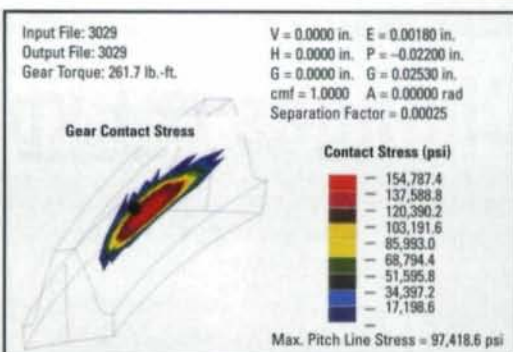 Input File: 3029
Output File: 3029
Gear Torque: 261.7 lb.-ft.
V = 0.0000 in. E = 0.00180 in.
H = 0.0000 in. P = –0.02200 in.
G = 0.0000 in. G = 0.02530 in.
cmf = 1.0000 A = 0.00000 rad
Separation Factor = 0.00025
Gear Contact Stress
Contact Stress (psi)
154,787.4
137,588.8
120,390.2
103,191.6
85,993.0
68,794.4
51,595.8
34,397.2
17,198.6
Max. Pitch Line Stress = 97,418.6 psi